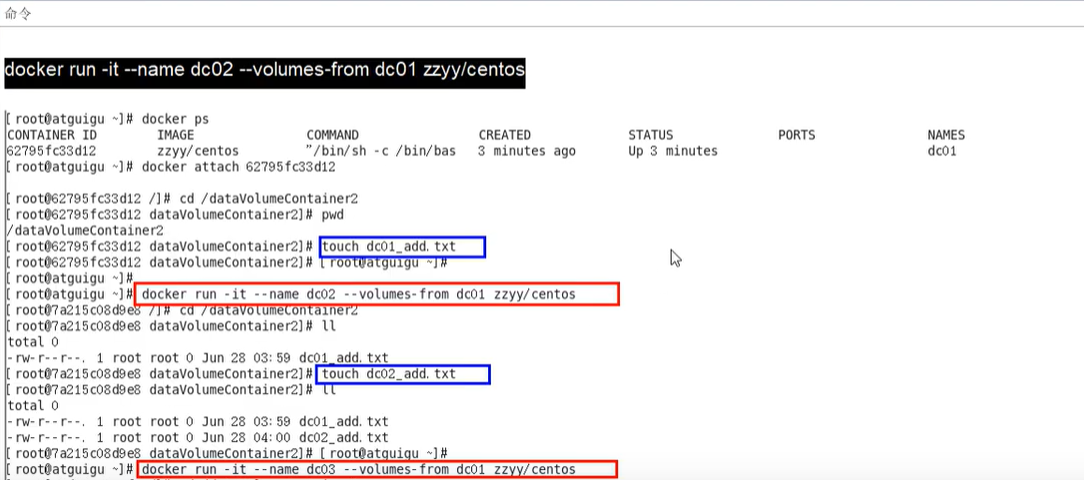 命令
docker run -it --name dc02 --volumes-from dc01 zzyy/centos
[root@atguigu ~]# docker ps
CONTAINER ID IMAGE COMMAND CREATED STATUS PORTS NAMES
62795fc33d12 zzyy/centos "/bin/sh -c /bin/bas 3 minutes ago Up 3 minutes dc01
[root@atguigu ~]# docker attach 62795fc33d12
[root@62795fc33d12 /]# cd /dataVolumeContainer2
[root@62795fc33d12 dataVolumeContainer2]# pwd
/dataVolumeContainer2
[root@62795fc33d12 dataVolumeContainer2]# touch dc01_add.txt
[root@62795fc33d12 dataVolumeContainer2]# [root@atguigu ~]#
[root@atguigu ~]#
[root@atguigu ~]# docker run -it --name dc02 --volumes-from dc01 zzyy/centos
[root@7a215c08d9e8 /]# cd /dataVolumeContainer2
[root@7a215c08d9e8 dataVolumeContainer2]# ll
total 0
-rw-r--r--. 1 root root 0 Jun 28 03:59 dc01_add.txt
[root@7a215c08d9e8 dataVolumeContainer2]# touch dc02_add.txt
[root@7a215c08d9e8 dataVolumeContainer2]# ll
total 0
-rw-r--r--. 1 root root 0 Jun 28 03:59 dc01_add.txt
-rw-r--r--. 1 root root 0 Jun 28 04:00 dc02_add.txt
[root@7a215c08d9e8 dataVolumeContainer2]# [root@atguigu ~]#
[root@atguigu ~]# docker run -it --name dc03 --volumes-from dc01 zzyy/centos